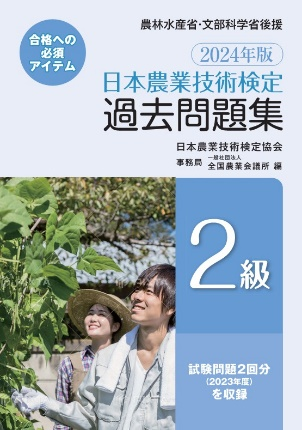 農林水産省・文部科学省後援
合格への
必須
アイテム
2024年版
日本農業技術検定
過去問題集
日本農業技術検定協会
事務局 一般社団法人 全国農業会議所 編
2級
試験問題2回分
(2023年度)
を収録